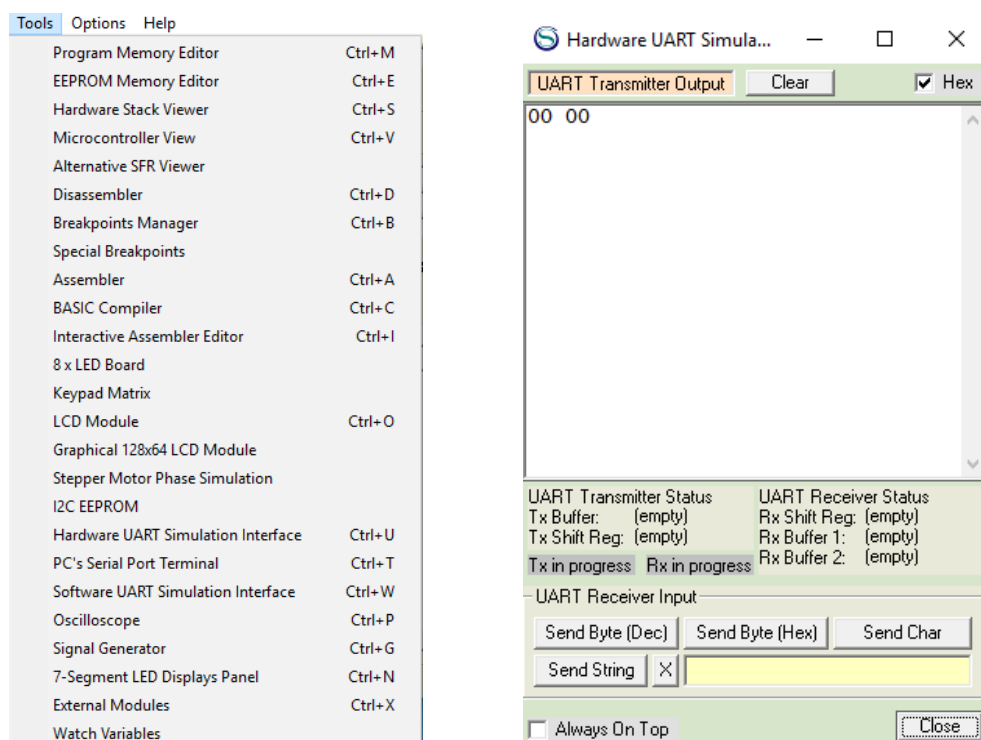 Tools Options Help
Program Memory Editor Ctrl+M
EEPROM Memory Editor Ctrl+E
Hardware Stack Viewer Ctrl+S
Microcontroller View Ctrl+V
Alternative SFR Viewer
Disassembler Ctrl+D
Breakpoints Manager Ctrl+B
Special Breakpoints
Assembler Ctrl+A
BASIC Compiler Ctrl+C
Interactive Assembler Editor Ctrl+I
8 x LED Board
Keypad Matrix
LCD Module Ctrl+O
Graphical 128x64 LCD Module
Stepper Motor Phase Simulation
I2C EEPROM
Hardware UART Simulation Interface Ctrl+U
PC's Serial Port Terminal Ctrl+T
Software UART Simulation Interface Ctrl+W
Oscilloscope Ctrl+P
Signal Generator Ctrl+G
7-Segment LED Displays Panel Ctrl+N
External Modules Ctrl+X
Watch Variables
Hardware UART Simula...
UART Transmitter Output Clear Hex
00 00
UART Transmitter Status
Tx Buffer: (empty)
Tx Shift Reg: (empty)
Tx in progress Rx in progress
UART Receiver Status
Rx Shift Reg: (empty)
Rx Buffer 1: (empty)
Rx Buffer 2: (empty)
UART Receiver Input
Send Byte (Dec) Send Byte (Hex) Send Char
Send String X
Always On Top Close